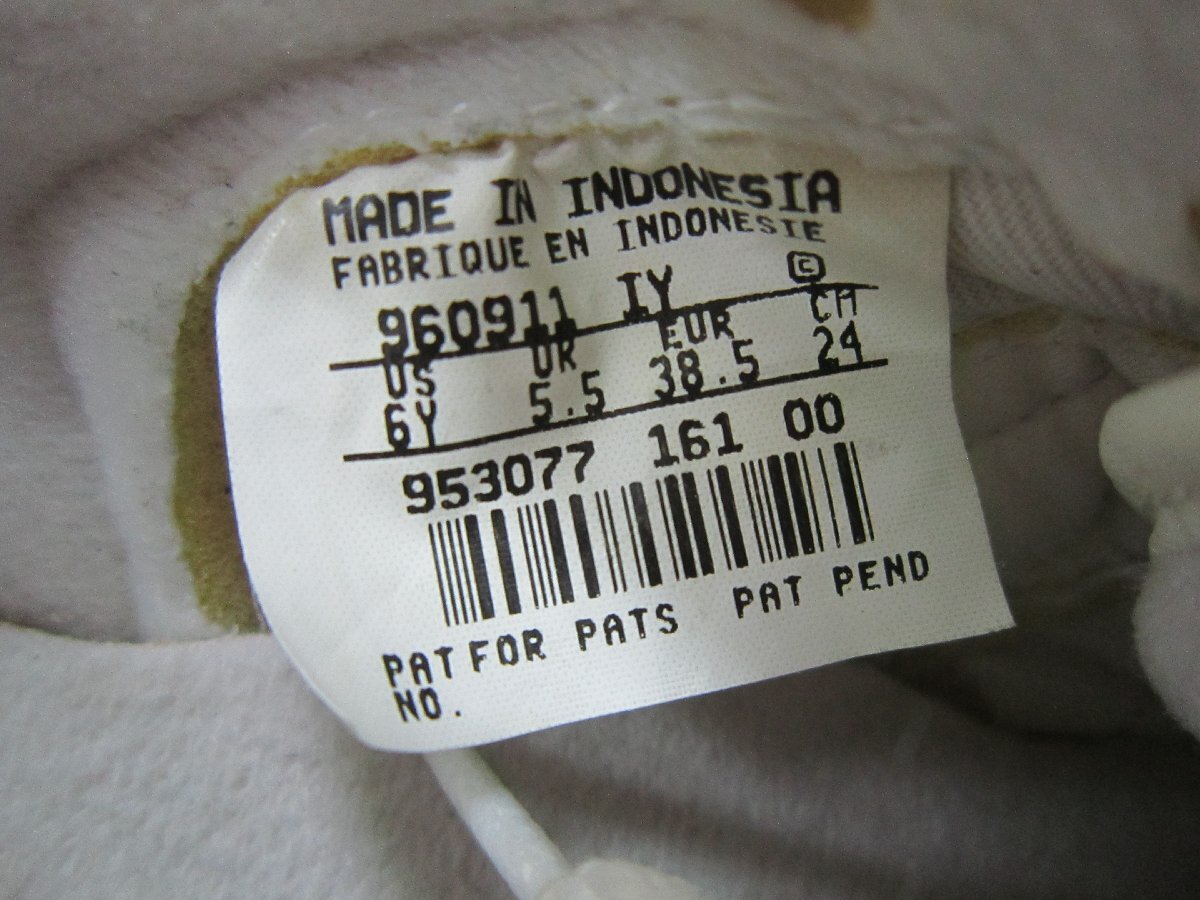 MADE IN INDONESIA
FABRIQUE EN INDONESIE
960911 IY ©
US UK EUR CM
6Y 5.5 38.5 24
953077 161 00
PAT FOR PATS PAT PEND
NO.